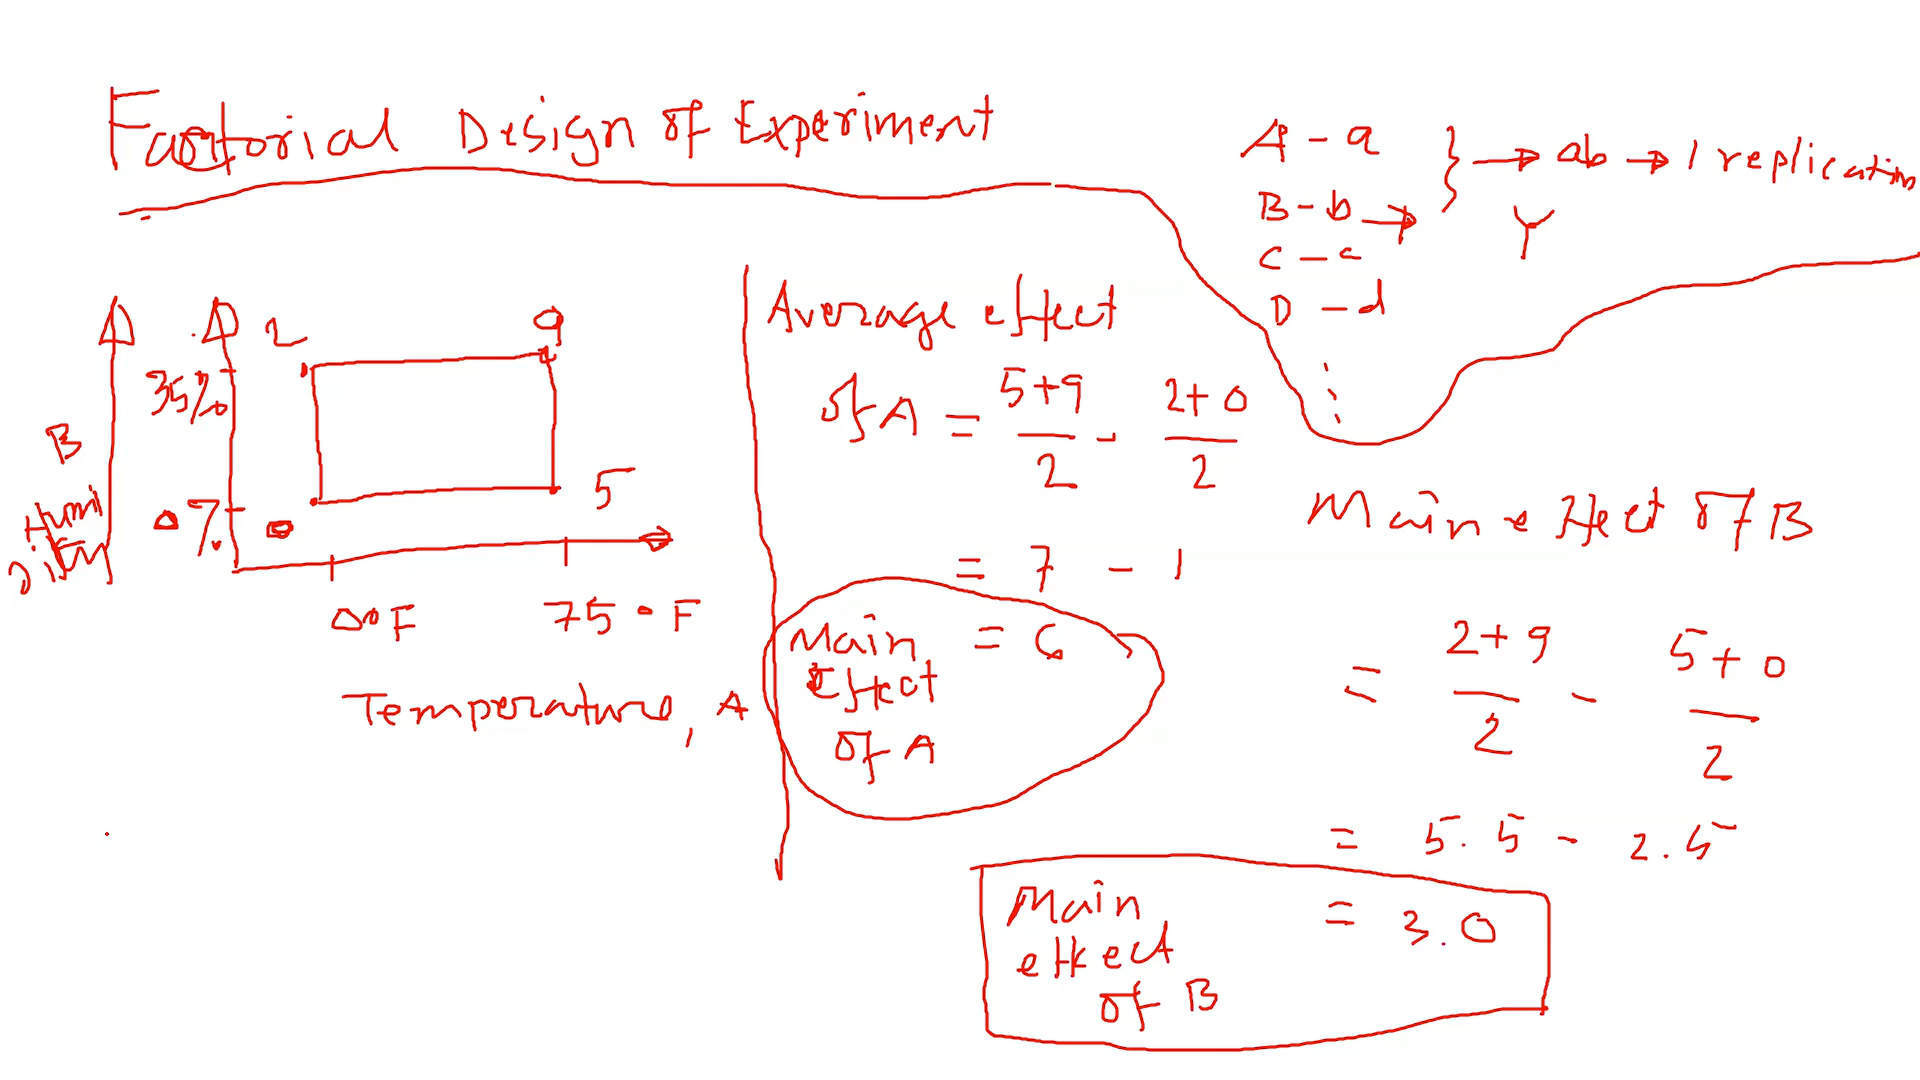 Factorial Design of Experiment
A - a
B - b → } → ab → 1 replication
C - c
Y
D - d
2
9
35%
B
Humidity
0%
0
5
0°F
75°F
Temperature, A
Average effect
of A = 5+9/2 - 2+0/2
= 7 - 1
= 6
Main
Effect
of A
Main effect of B
= 2+9/2 - 5+0/2
= 5.5 - 2.5
= 3.0
Main
effect
of B